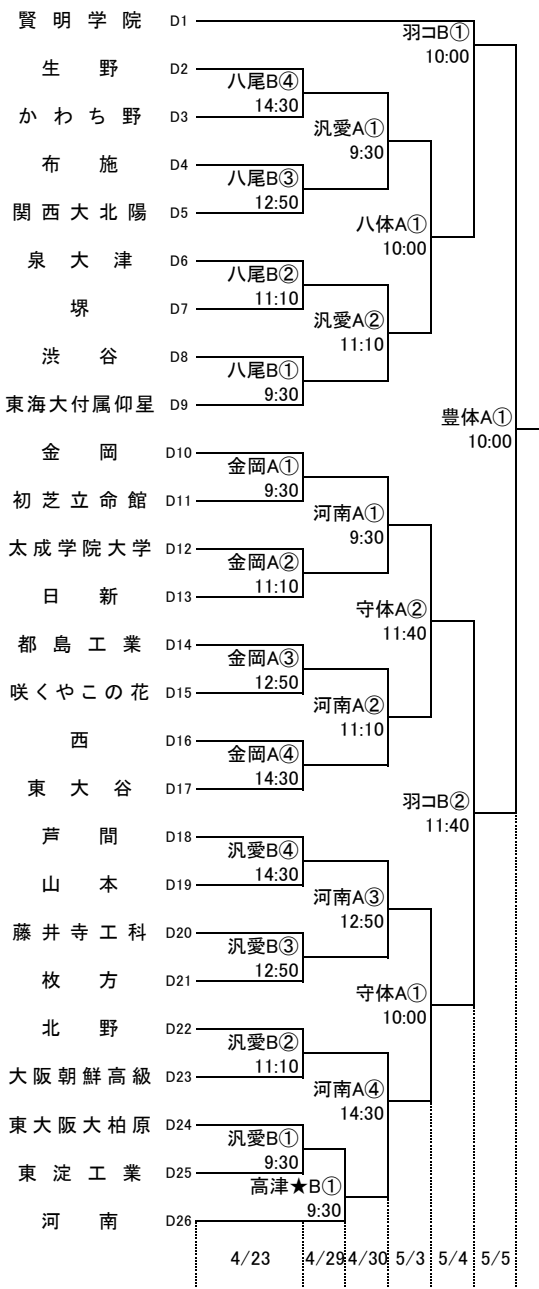 賢明学院 D1
羽コB①
10:00
生野 D2
八尾B④
14:30
かわち野 D3
汎愛A①
9:30
布施 D4
八尾B③
12:50
関西大北陽 D5
八体A①
10:00
泉大津 D6
八尾B②
11:10
堺 D7
汎愛A②
11:10
渋谷 D8
八尾B①
9:30
東海大付属仰星 D9
豊体A①
10:00
金岡 D10
金岡A①
9:30
初芝立命館 D11
河南A①
9:30
太成学院大学 D12
金岡A②
11:10
日新 D13
守体A②
11:40
都島工業 D14
金岡A③
12:50
咲くやこの花 D15
河南A②
11:10
西 D16
金岡A④
14:30
東大谷 D17
羽コB②
11:40
芦間 D18
汎愛B④
14:30
山本 D19
河南A③
12:50
藤井寺工科 D20
汎愛B③
12:50
枚方 D21
守体A①
10:00
北野 D22
汎愛B②
11:10
大阪朝鮮高級 D23
河南A④
14:30
東大阪大柏原 D24
汎愛B①
9:30
東淀工業 D25
高津★B①
9:30
河南 D26
4/23 4/29 4/30 5/3 5/4 5/5